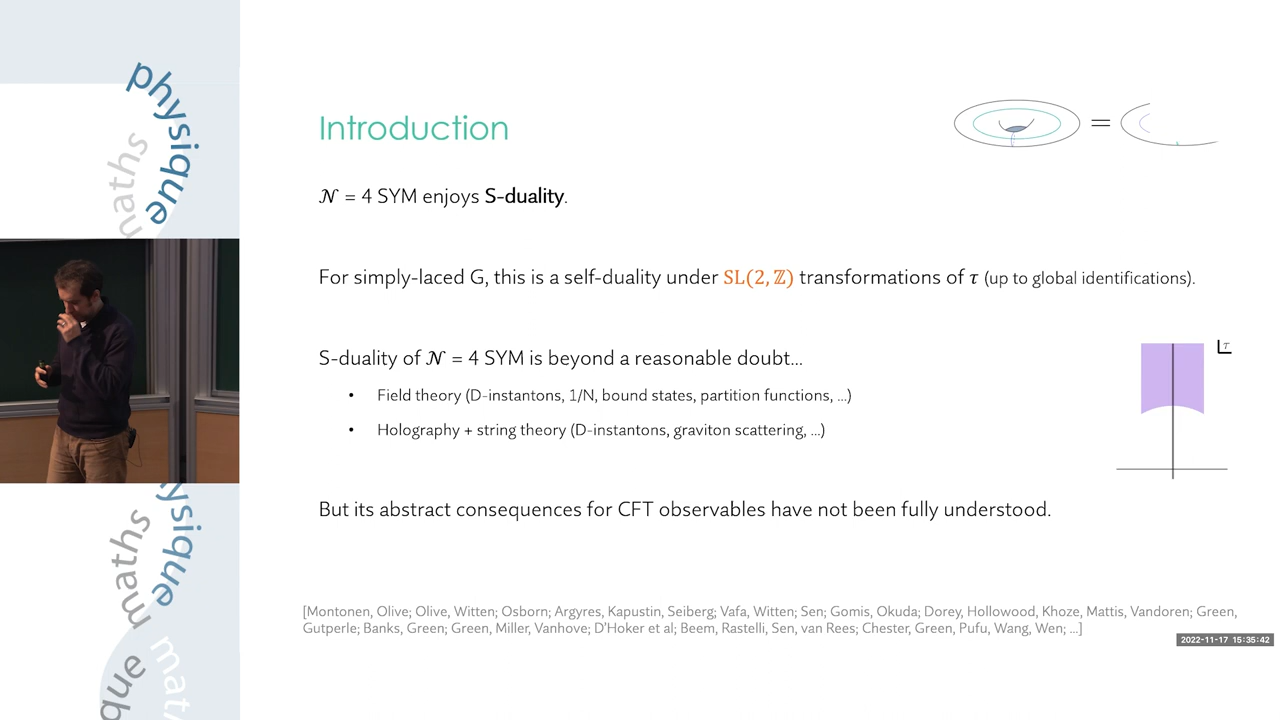 physique
maths
Introduction
=
𝒩 = 4 SYM enjoys S-duality.
For simply-laced G, this is a self-duality under SL(2, ℤ) transformations of τ (up to global identifications).
S-duality of 𝒩 = 4 SYM is beyond a reasonable doubt...
τ
• Field theory (D-instantons, 1/N, bound states, partition functions, ...)
• Holography + string theory (D-instantons, graviton scattering, ...)
But its abstract consequences for CFT observables have not been fully understood.
[Montonen, Olive; Olive, Witten; Osborn; Argyres, Kapustin, Seiberg; Vafa, Witten; Sen; Gomis, Okuda; Dorey, Hollowood, Khoze, Mattis, Vandoren; Green,
Gutperle; Banks, Green; Green, Miller, Vanhove; D'Hoker et al; Beem, Rastelli, Sen, van Rees; Chester, Green, Pufu, Wang, Wen; ...]
2022-11-17 15:35:42
ysique
maths
que
mat